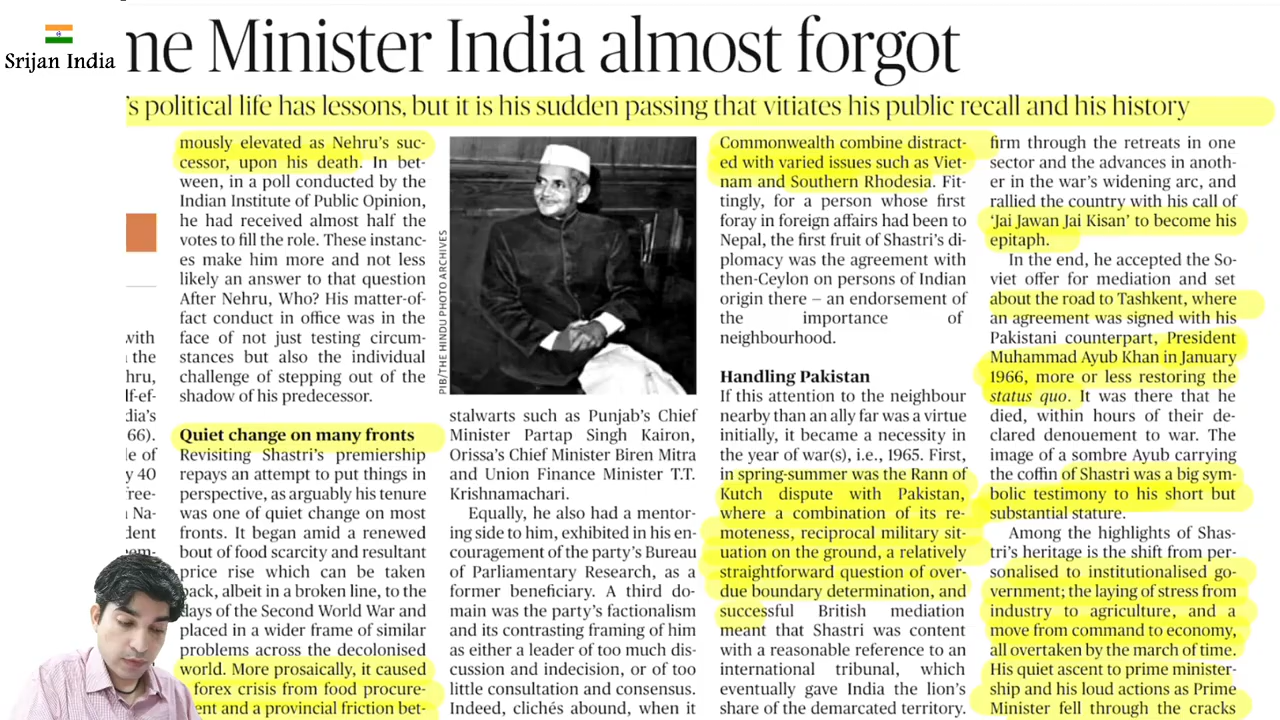 Srijan India
ne Minister India almost forgot
's political life has lessons, but it is his sudden passing that vitiates his public recall and his history
with
the
hru,
lf-ef-
dia's
66).
le of
y 40
free-
Na-
dent
mously elevated as Nehru's suc-
cessor, upon his death. In bet-
ween, in a poll conducted by the
Indian Institute of Public Opinion,
he had received almost half the
votes to fill the role. These instanc-
es make him more and not less
likely an answer to that question
After Nehru, Who? His matter-of-
fact conduct in office was in the
face of not just testing circum-
stances but also the individual
challenge of stepping out of the
shadow of his predecessor.
Quiet change on many fronts
Revisiting Shastri's premiership
repays an attempt to put things in
perspective, as arguably his tenure
was one of quiet change on most
fronts. It began amid a renewed
bout of food scarcity and resultant
price rise which can be taken
back, albeit in a broken line, to the
days of the Second World War and
placed in a wider frame of similar
problems across the decolonised
world. More prosaically, it caused
forex crisis from food procure-
ent and a provincial friction bet-
PIB/THE HINDU PHOTO ARCHIVES
stalwarts such as Punjab's Chief
Minister Partap Singh Kairon,
Orissa's Chief Minister Biren Mitra
and Union Finance Minister T.T.
Krishnamachari.
Equally, he also had a mentor-
ing side to him, exhibited in his en-
couragement of the party's Bureau
of Parliamentary Research, as a
former beneficiary. A third do-
main was the party's factionalism
and its contrasting framing of him
as either a leader of too much dis-
cussion and indecision, or of too
little consultation and consensus.
Indeed, clichés abound, when it
Commonwealth combine distract-
ed with varied issues such as Viet-
nam and Southern Rhodesia. Fit-
tingly, for a person whose first
foray in foreign affairs had been to
Nepal, the first fruit of Shastri's di-
plomacy was the agreement with
then-Ceylon on persons of Indian
origin there – an endorsement of
the importance of
neighbourhood.
Handling Pakistan
If this attention to the neighbour
nearby than an ally far was a virtue
initially, it became a necessity in
the year of war(s), i.e., 1965. First,
in spring-summer was the Rann of
Kutch dispute with Pakistan,
where a combination of its re-
moteness, reciprocal military sit-
uation on the ground, a relatively
straightforward question of over-
due boundary determination, and
successful British mediation
meant that Shastri was content
with a reasonable reference to an
international tribunal, which
eventually gave India the lion's
share of the demarcated territory.
firm through the retreats in one
sector and the advances in anoth-
er in the war's widening arc, and
rallied the country with his call of
'Jai Jawan Jai Kisan' to become his
epitaph.
In the end, he accepted the So-
viet offer for mediation and set
about the road to Tashkent, where
an agreement was signed with his
Pakistani counterpart, President
Muhammad Ayub Khan in January
1966, more or less restoring the
status quo. It was there that he
died, within hours of their de-
clared denouement to war. The
image of a sombre Ayub carrying
the coffin of Shastri was a big sym-
bolic testimony to his short but
substantial stature.
Among the highlights of Shas-
tri's heritage is the shift from per-
sonalised to institutionalised go-
vernment; the laying of stress from
industry to agriculture, and a
move from command to economy,
all overtaken by the march of time.
His quiet ascent to prime minister-
ship and his loud actions as Prime
Minister fell through the cracks